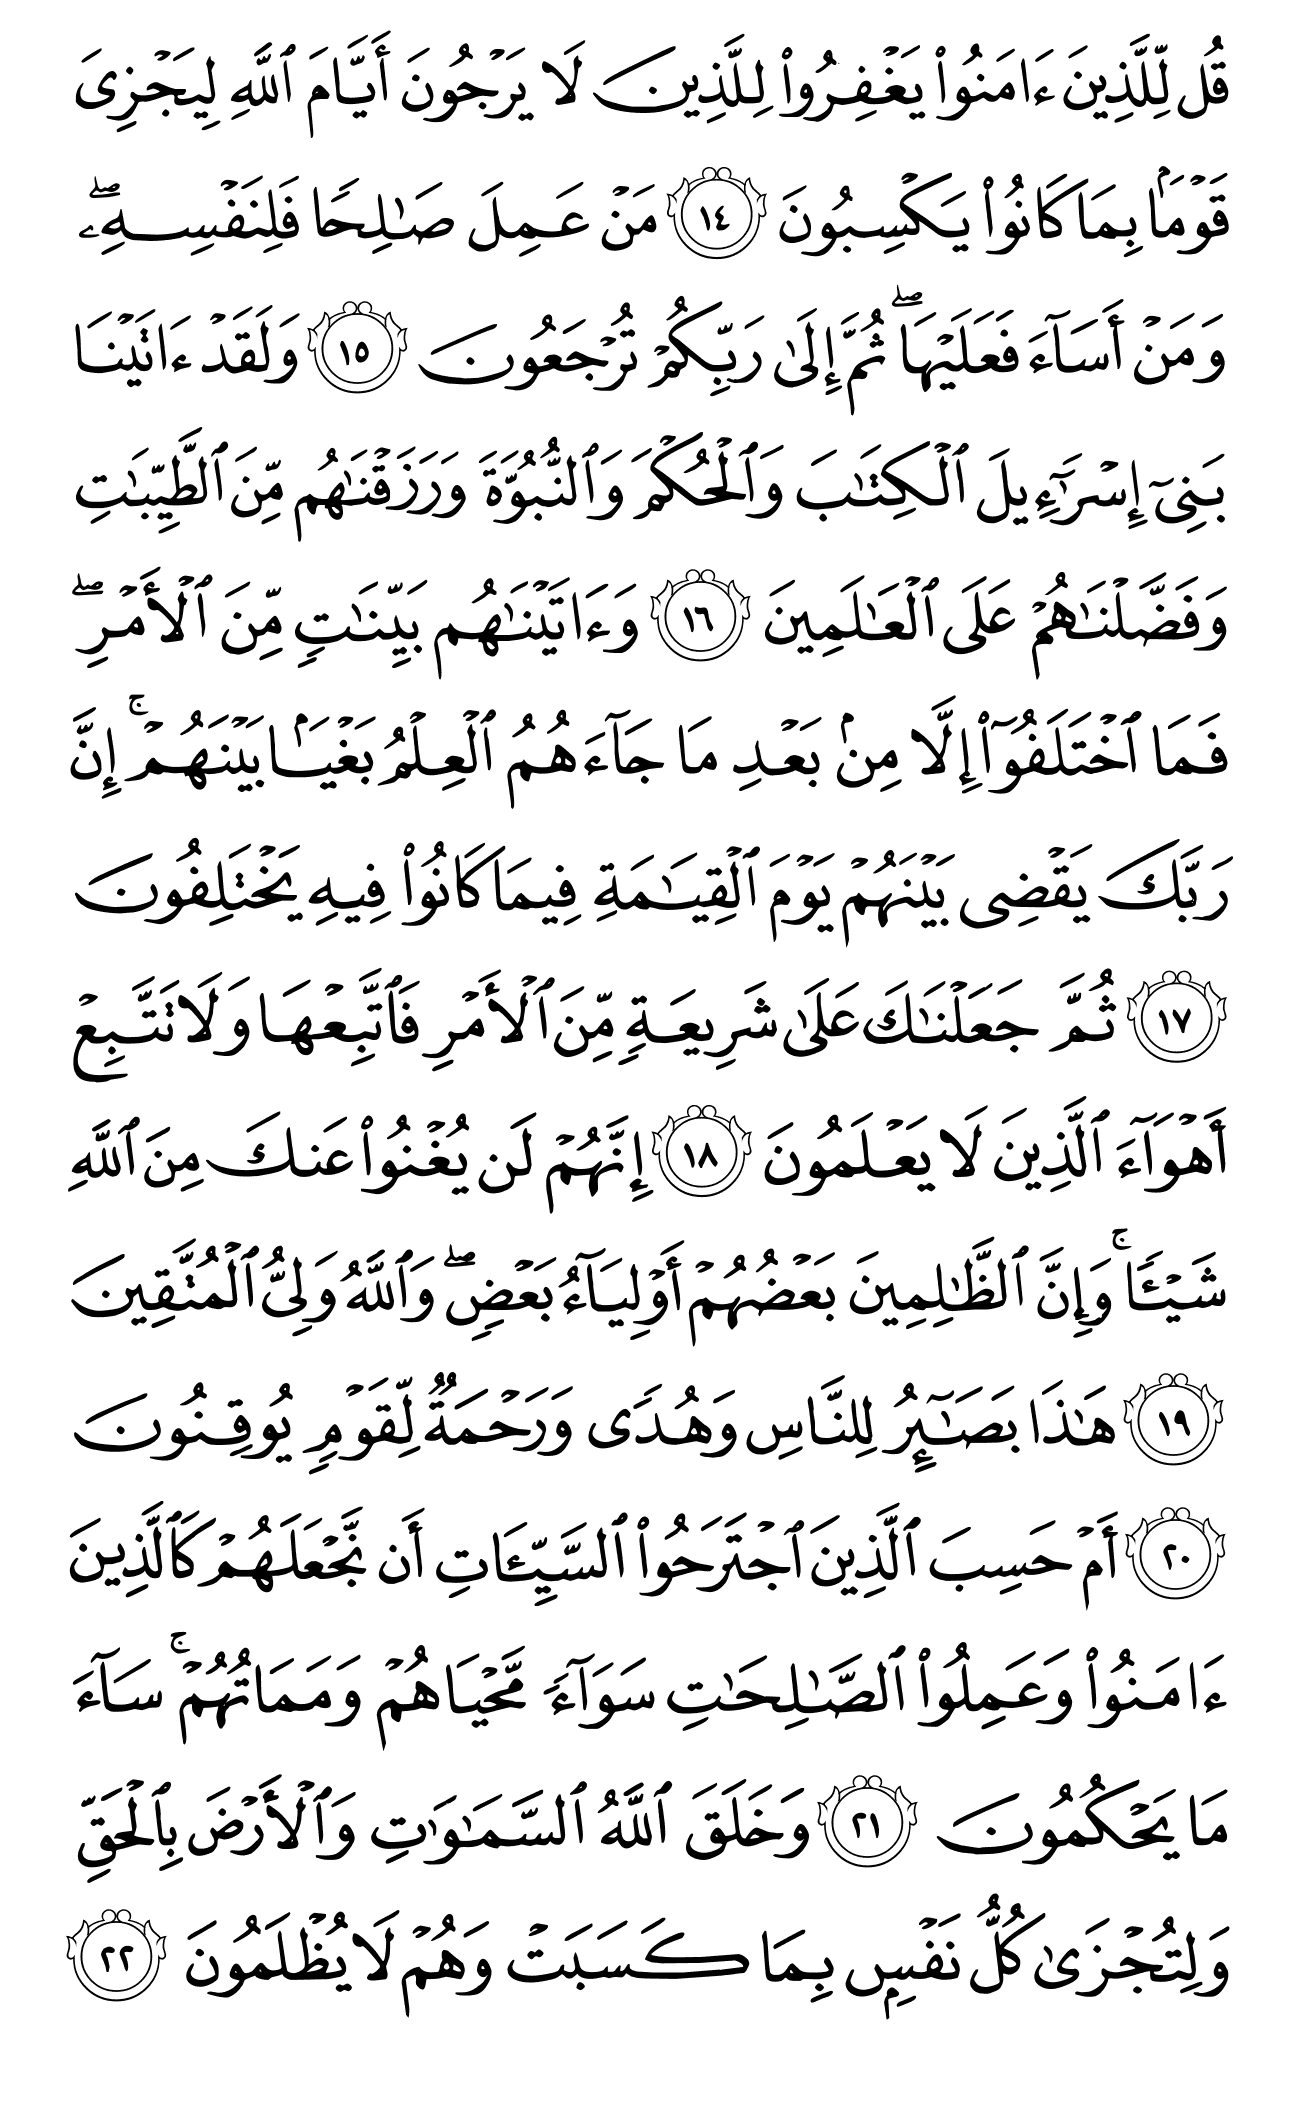 قُل لِّلَّذِينَ ءَامَنُوا۟ يَغْفِرُوا۟ لِلَّذِينَ لَا يَرْجُونَ أَيَّامَ ٱللَّهِ لِيَجْزِىَ
قَوْمًۢا بِمَا كَانُوا۟ يَكْسِبُونَ ١٤ مَنْ عَمِلَ صَـٰلِحًا فَلِنَفْسِهِۦ ۖ
وَمَنْ أَسَآءَ فَعَلَيْهَا ۖ ثُمَّ إِلَىٰ رَبِّكُمْ تُرْجَعُونَ ١٥ وَلَقَدْ ءَاتَيْنَا
بَنِىٓ إِسْرَٰٓءِيلَ ٱلْكِتَـٰبَ وَٱلْحُكْمَ وَٱلنُّبُوَّةَ وَرَزَقْنَـٰهُم مِّنَ ٱلطَّيِّبَـٰتِ
وَفَضَّلْنَـٰهُمْ عَلَى ٱلْعَـٰلَمِينَ ١٦ وَءَاتَيْنَـٰهُم بَيِّنَـٰتٍ مِّنَ ٱلْأَمْرِ ۖ
فَمَا ٱخْتَلَفُوٓا۟ إِلَّا مِنۢ بَعْدِ مَا جَآءَهُمُ ٱلْعِلْمُ بَغْيًۢا بَيْنَهُمْ ۚ إِنَّ
رَبَّكَ يَقْضِى بَيْنَهُمْ يَوْمَ ٱلْقِيَـٰمَةِ فِيمَا كَانُوا۟ فِيهِ يَخْتَلِفُونَ
١٧ ثُمَّ جَعَلْنَـٰكَ عَلَىٰ شَرِيعَةٍ مِّنَ ٱلْأَمْرِ فَٱتَّبِعْهَا وَلَا تَتَّبِعْ
أَهْوَآءَ ٱلَّذِينَ لَا يَعْلَمُونَ ١٨ إِنَّهُمْ لَن يُغْنُوا۟ عَنكَ مِنَ ٱللَّهِ
شَيْـًٔا ۚ وَإِنَّ ٱلظَّـٰلِمِينَ بَعْضُهُمْ أَوْلِيَآءُ بَعْضٍ ۖ وَٱللَّهُ وَلِىُّ ٱلْمُتَّقِينَ
١٩ هَـٰذَا بَصَـٰٓئِرُ لِلنَّاسِ وَهُدًى وَرَحْمَةٌ لِّقَوْمٍ يُوقِنُونَ
٢٠ أَمْ حَسِبَ ٱلَّذِينَ ٱجْتَرَحُوا۟ ٱلسَّيِّـَٔاتِ أَن نَّجْعَلَهُمْ كَٱلَّذِينَ
ءَامَنُوا۟ وَعَمِلُوا۟ ٱلصَّـٰلِحَـٰتِ سَوَآءً مَّحْيَاهُمْ وَمَمَاتُهُمْ ۚ سَآءَ
مَا يَحْكُمُونَ ٢١ وَخَلَقَ ٱللَّهُ ٱلسَّمَـٰوَٰتِ وَٱلْأَرْضَ بِٱلْحَقِّ
وَلِتُجْزَىٰ كُلُّ نَفْسٍۭ بِمَا كَسَبَتْ وَهُمْ لَا يُظْلَمُونَ ٢٢